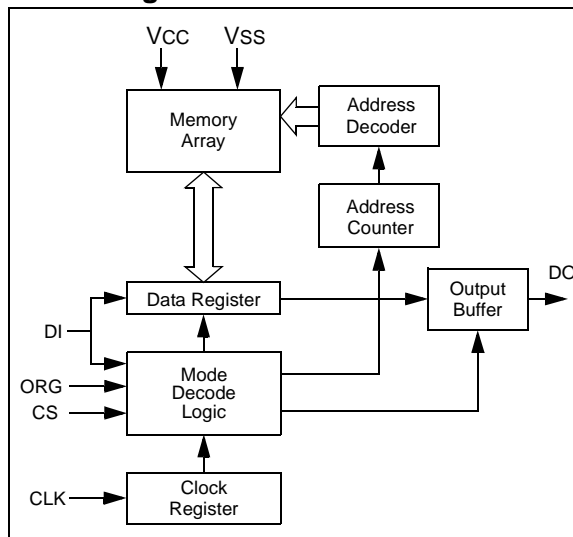 VCC
VSS
Memory
Array
Address
Decoder
Address
Counter
Data Register
Output
Buffer
DO
DI
ORG
CS
Mode
Decode
Logic
CLK
Clock
Register